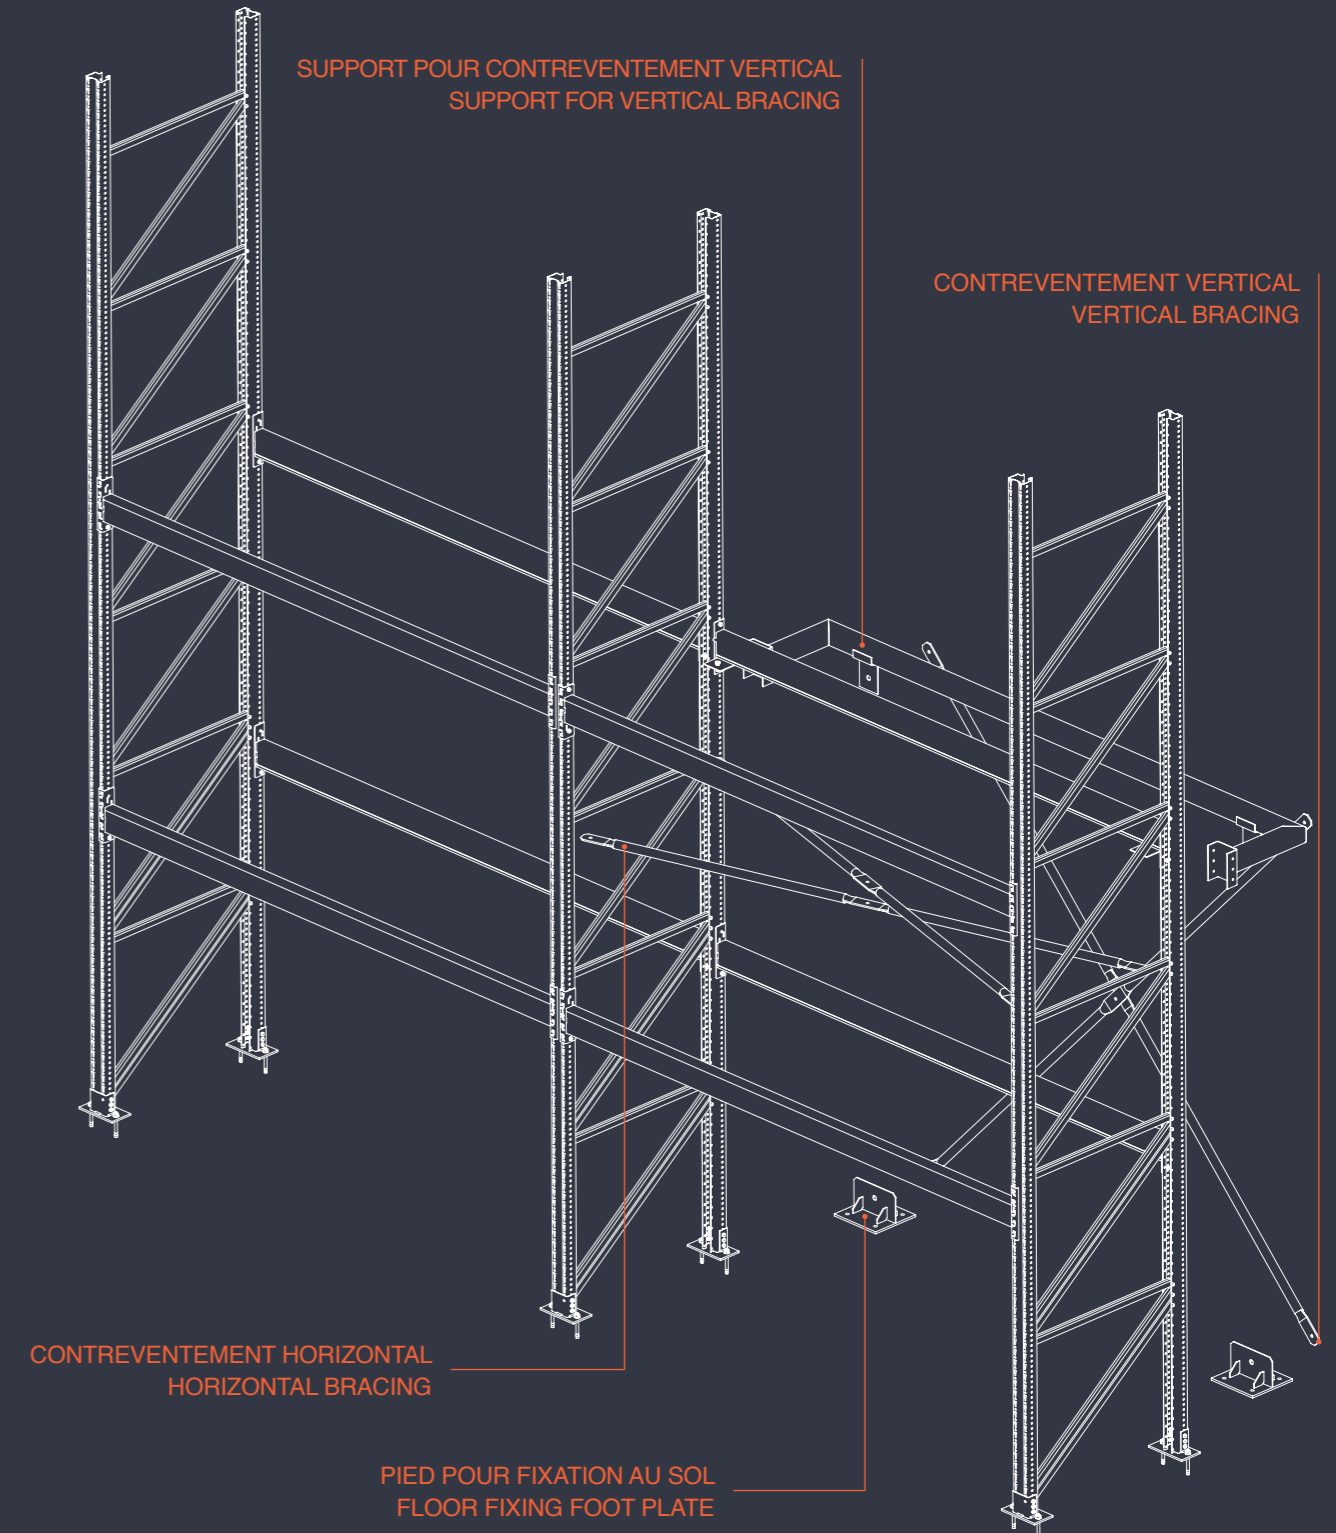 SUPPORT POUR CONTREVENTEMENT VERTICAL
SUPPORT FOR VERTICAL BRACING
CONTREVENTEMENT VERTICAL
VERTICAL BRACING
CONTREVENTEMENT HORIZONTAL
HORIZONTAL BRACING
PIED POUR FIXATION AU SOL
FLOOR FIXING FOOT PLATE